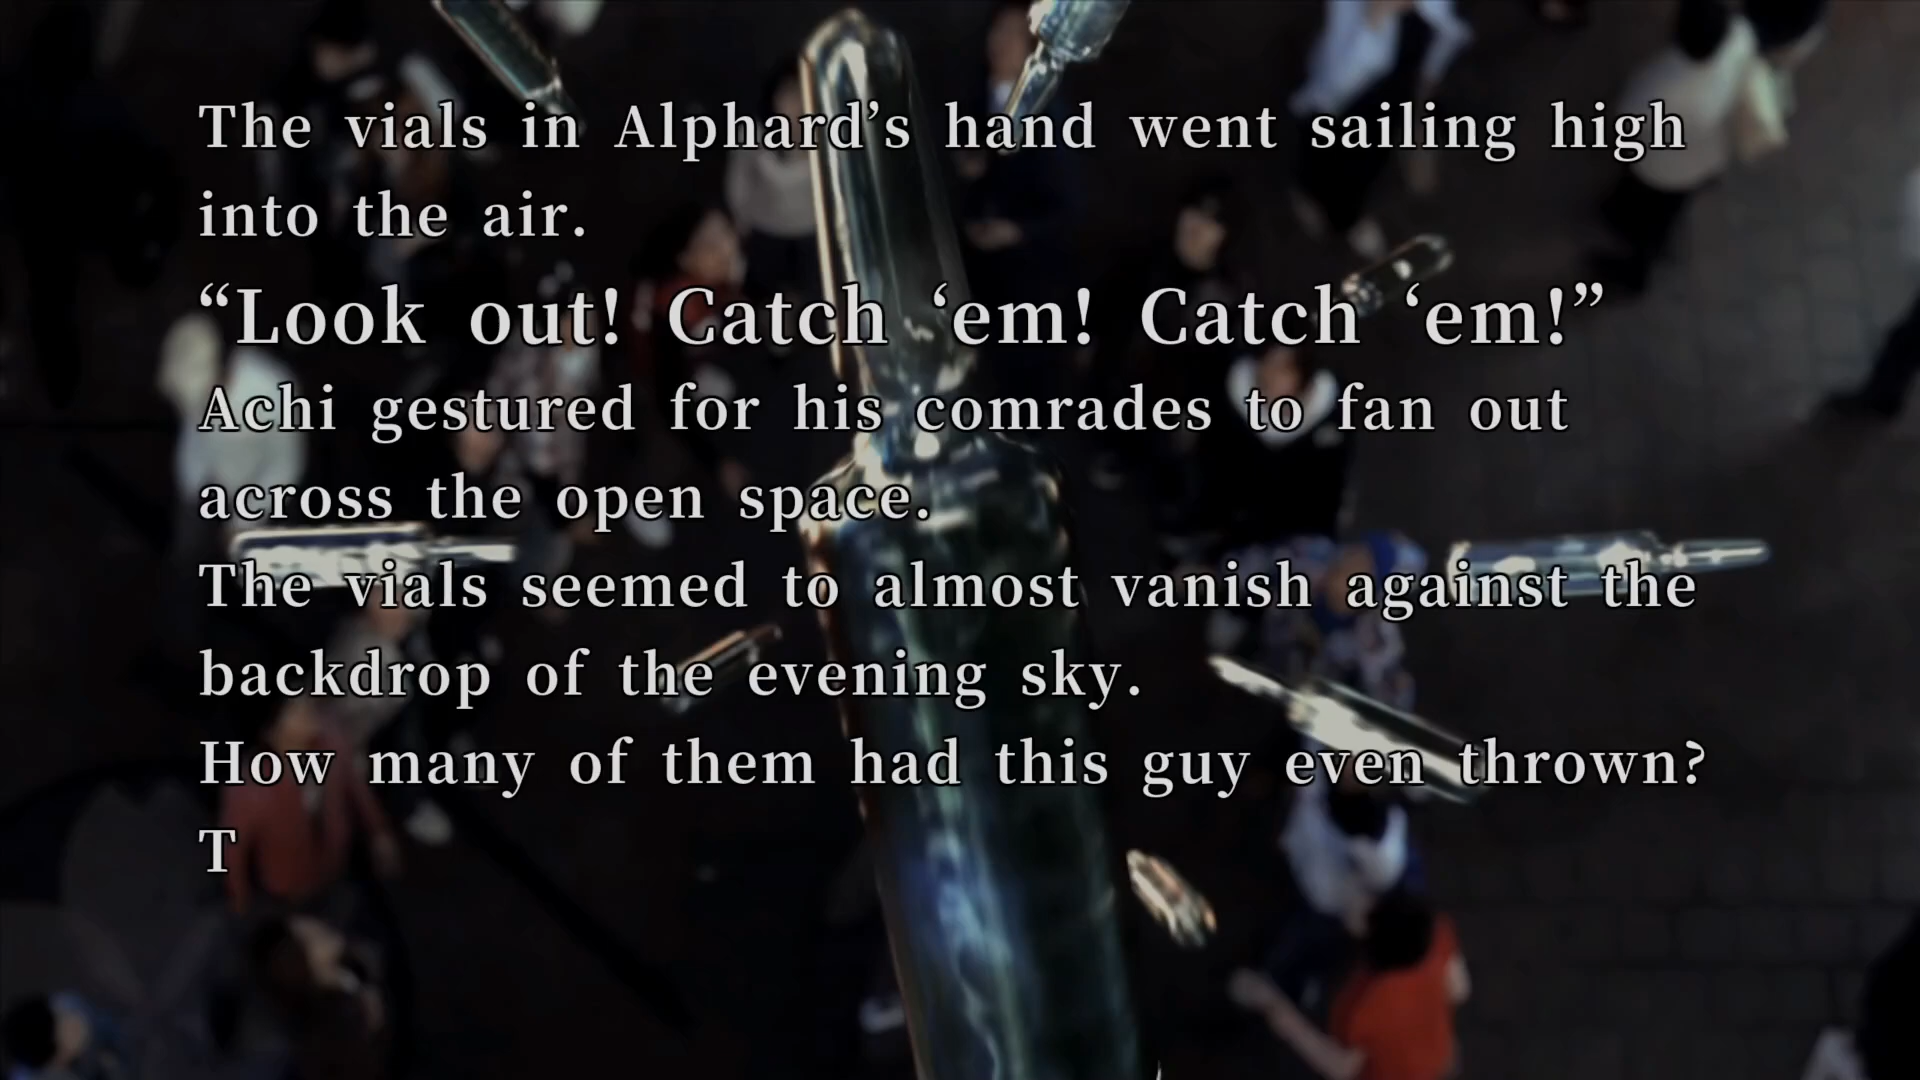 The vials in Alphard’s hand went sailing high
into the air.
“Look out! Catch ‘em! Catch ‘em!”
Achi gestured for his comrades to fan out
across the open space.
The vials seemed to almost vanish against the
backdrop of the evening sky.
How many of them had this guy even thrown?
T